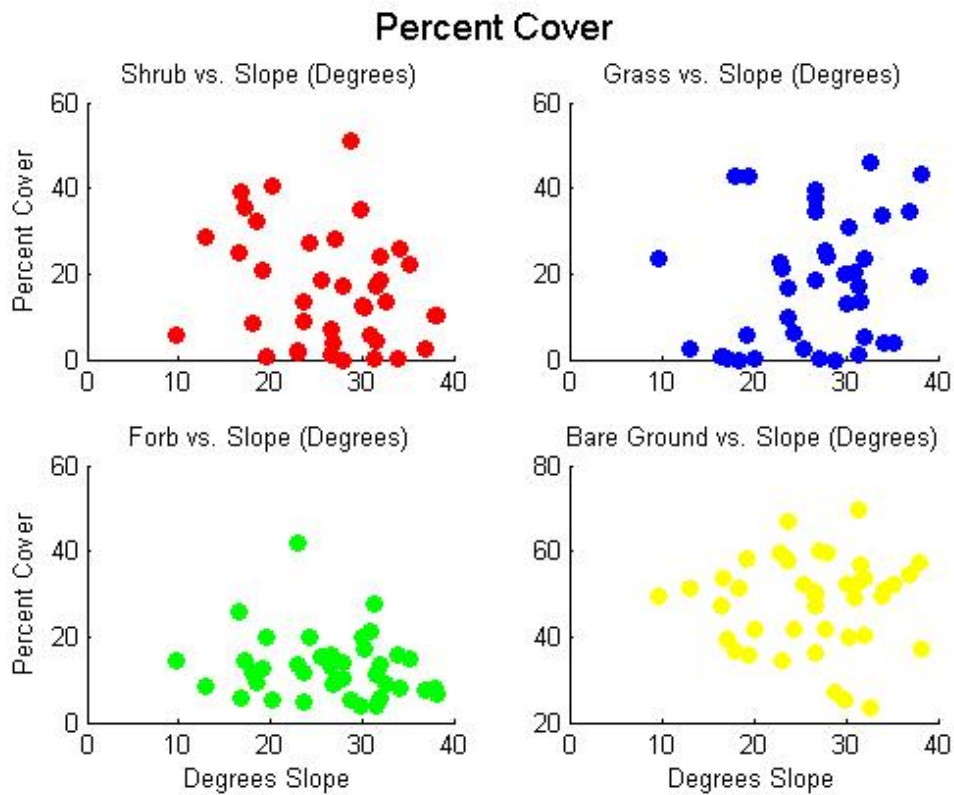 Percent Cover
Shrub vs. Slope (Degrees)
Grass vs. Slope (Degrees)
60
40
20
0
Percent Cover
0 10 20 30 40
60
40
20
0
0 10 20 30 40
Forb vs. Slope (Degrees)
Bare Ground vs. Slope (Degrees)
60
40
20
0
Percent Cover
0 10 20 30 40
Degrees Slope
80
60
40
20
0 10 20 30 40
Degrees Slope